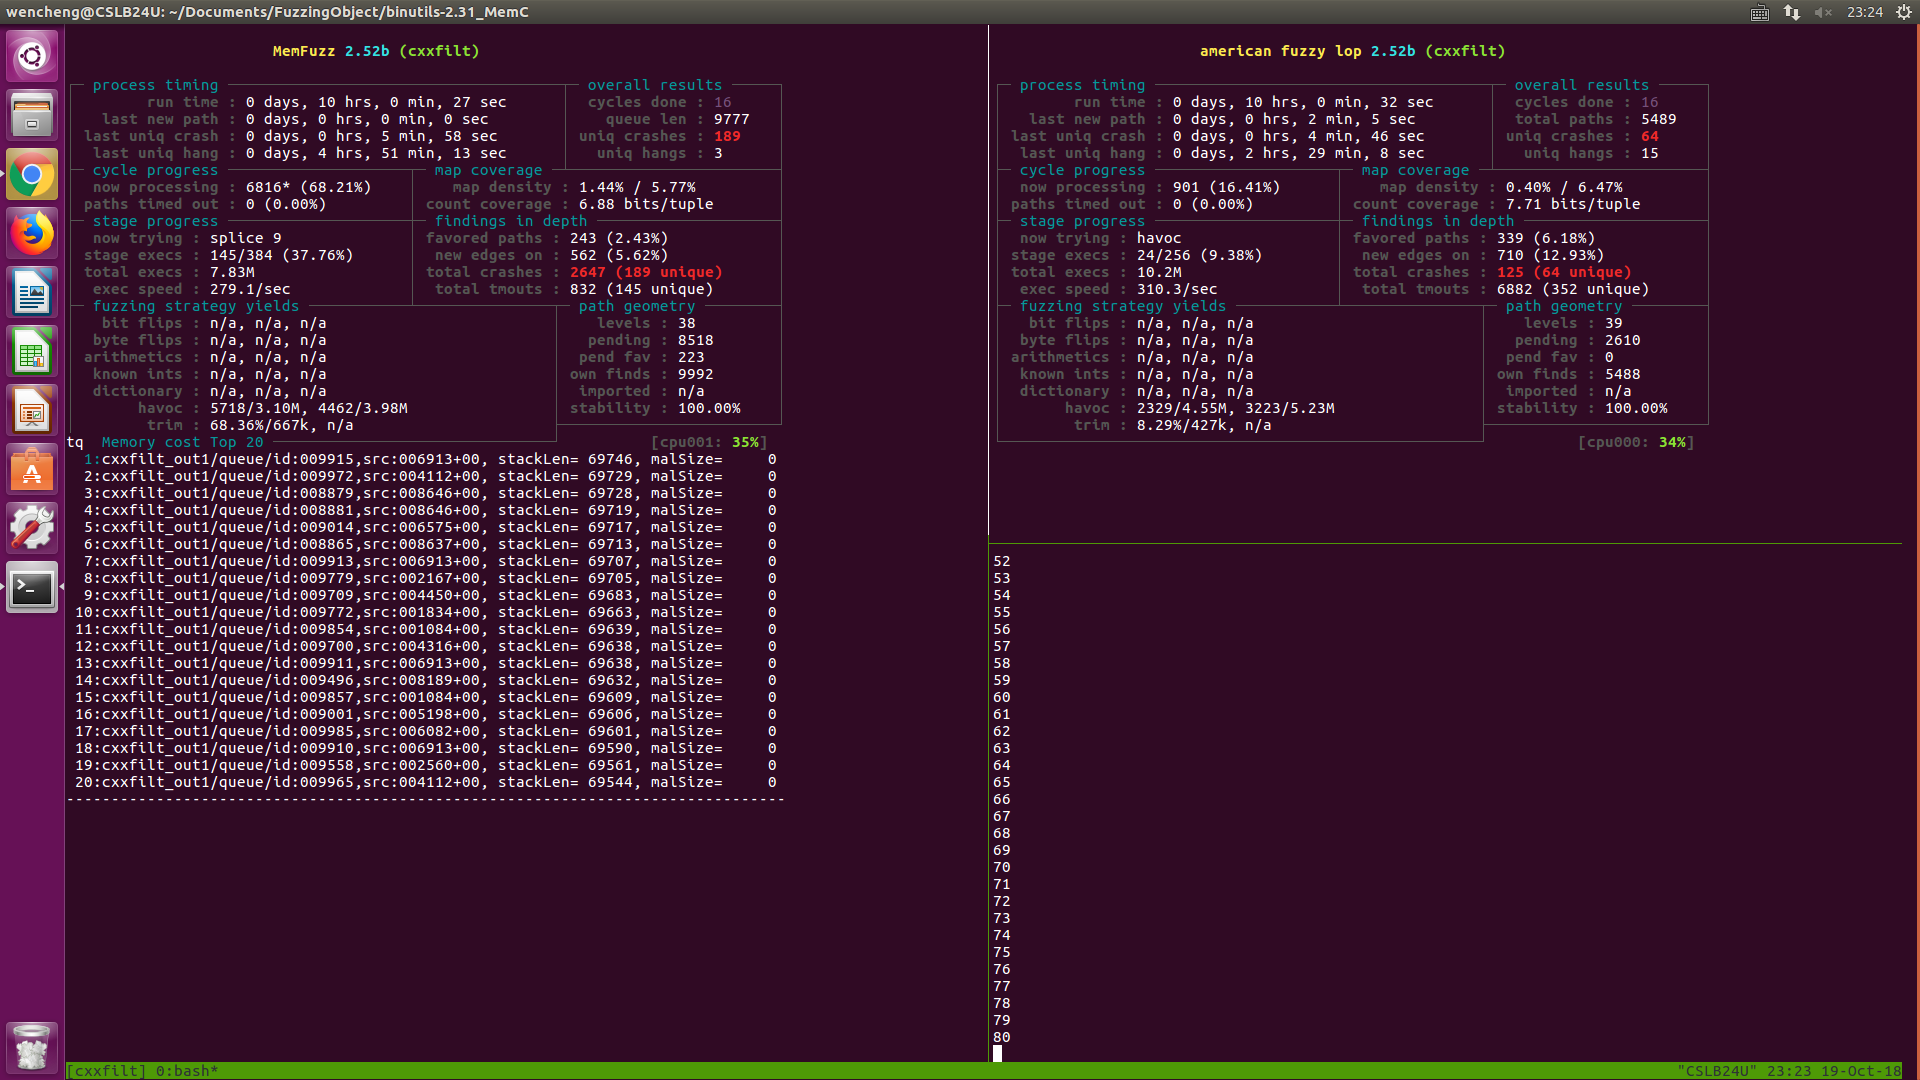 wencheng@CSLB24U: ~/Documents/FuzzingObject/binutils-2.31_MemC
23:24
MemFuzz 2.52b (cxxfilt)
process timing
overall results
run time : 0 days, 10 hrs, 0 min, 27 sec
cycles done : 16
last new path : 0 days, 0 hrs, 0 min, 0 sec
queue len : 9777
last uniq crash : 0 days, 0 hrs, 5 min, 58 sec
uniq crashes : 189
last uniq hang : 0 days, 4 hrs, 51 min, 13 sec
uniq hangs : 3
cycle progress
map coverage
now processing : 6816* (68.21%)
map density : 1.44% / 5.77%
paths timed out : 0 (0.00%)
count coverage : 6.88 bits/tuple
stage progress
findings in depth
now trying : splice 9
favored paths : 243 (2.43%)
stage execs : 145/384 (37.76%)
new edges on : 562 (5.62%)
total execs : 7.83M
total crashes : 2647 (189 unique)
exec speed : 279.1/sec
total tmouts : 832 (145 unique)
fuzzing strategy yields
path geometry
bit flips : n/a, n/a, n/a
levels : 38
byte flips : n/a, n/a, n/a
pending : 8518
arithmetics : n/a, n/a, n/a
pend fav : 223
known ints : n/a, n/a, n/a
own finds : 9992
dictionary : n/a, n/a, n/a
imported : n/a
havoc : 5718/3.10M, 4462/3.98M
stability : 100.00%
trim : 68.36%/667k, n/a
tq Memory cost Top 20
[cpu001: 35%]
1:cxxfilt_out1/queue/id:009915,src:006913+00, stackLen= 69746, malSize= 0
2:cxxfilt_out1/queue/id:009972,src:004112+00, stackLen= 69729, malSize= 0
3:cxxfilt_out1/queue/id:008879,src:008646+00, stackLen= 69728, malSize= 0
4:cxxfilt_out1/queue/id:008881,src:008646+00, stackLen= 69719, malSize= 0
5:cxxfilt_out1/queue/id:009014,src:006575+00, stackLen= 69717, malSize= 0
6:cxxfilt_out1/queue/id:008865,src:008637+00, stackLen= 69713, malSize= 0
7:cxxfilt_out1/queue/id:009913,src:006913+00, stackLen= 69707, malSize= 0
8:cxxfilt_out1/queue/id:009779,src:002167+00, stackLen= 69705, malSize= 0
9:cxxfilt_out1/queue/id:009709,src:004450+00, stackLen= 69683, malSize= 0
10:cxxfilt_out1/queue/id:009772,src:001834+00, stackLen= 69663, malSize= 0
11:cxxfilt_out1/queue/id:009854,src:001084+00, stackLen= 69639, malSize= 0
12:cxxfilt_out1/queue/id:009700,src:004316+00, stackLen= 69638, malSize= 0
13:cxxfilt_out1/queue/id:009911,src:006913+00, stackLen= 69638, malSize= 0
14:cxxfilt_out1/queue/id:009496,src:008189+00, stackLen= 69632, malSize= 0
15:cxxfilt_out1/queue/id:009857,src:001084+00, stackLen= 69609, malSize= 0
16:cxxfilt_out1/queue/id:009001,src:005198+00, stackLen= 69606, malSize= 0
17:cxxfilt_out1/queue/id:009985,src:006082+00, stackLen= 69601, malSize= 0
18:cxxfilt_out1/queue/id:009910,src:006913+00, stackLen= 69590, malSize= 0
19:cxxfilt_out1/queue/id:009558,src:002560+00, stackLen= 69561, malSize= 0
20:cxxfilt_out1/queue/id:009965,src:004112+00, stackLen= 69544, malSize= 0
--------------------------------------------------------------------------------
american fuzzy lop 2.52b (cxxfilt)
process timing
overall results
run time : 0 days, 10 hrs, 0 min, 32 sec
cycles done : 16
last new path : 0 days, 0 hrs, 2 min, 5 sec
total paths : 5489
last uniq crash : 0 days, 0 hrs, 4 min, 46 sec
uniq crashes : 64
last uniq hang : 0 days, 2 hrs, 29 min, 8 sec
uniq hangs : 15
cycle progress
map coverage
now processing : 901 (16.41%)
map density : 0.40% / 6.47%
paths timed out : 0 (0.00%)
count coverage : 7.71 bits/tuple
stage progress
findings in depth
now trying : havoc
favored paths : 339 (6.18%)
stage execs : 24/256 (9.38%)
new edges on : 710 (12.93%)
total execs : 10.2M
total crashes : 125 (64 unique)
exec speed : 310.3/sec
total tmouts : 6882 (352 unique)
fuzzing strategy yields
path geometry
bit flips : n/a, n/a, n/a
levels : 39
byte flips : n/a, n/a, n/a
pending : 2610
arithmetics : n/a, n/a, n/a
pend fav : 0
known ints : n/a, n/a, n/a
own finds : 5488
dictionary : n/a, n/a, n/a
imported : n/a
havoc : 2329/4.55M, 3223/5.23M
stability : 100.00%
trim : 8.29%/427k, n/a
[cpu000: 34%]
52
53
54
55
56
57
58
59
60
61
62
63
64
65
66
67
68
69
70
71
72
73
74
75
76
77
78
79
80
[cxxfilt] 0:bash*
"CSLB24U" 23:23 19-Oct-18